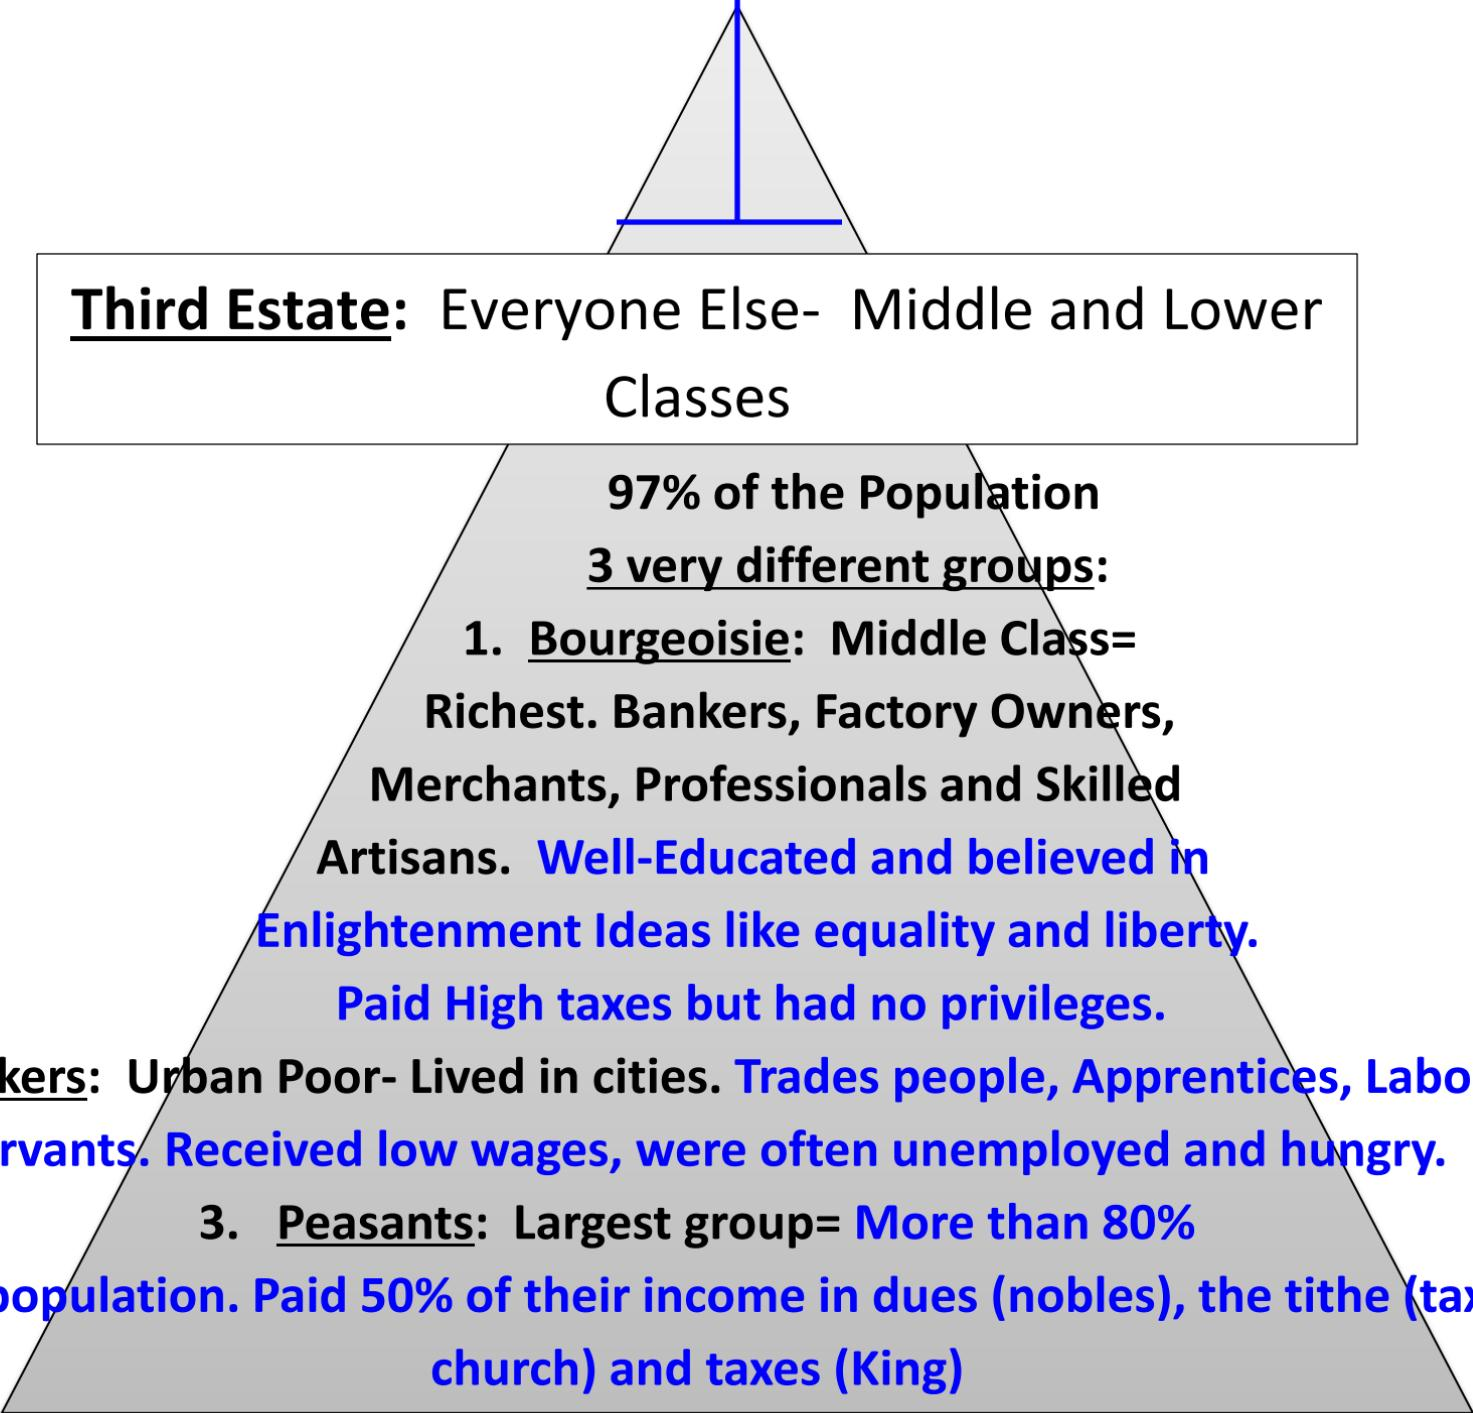 Third Estate: Everyone Else- Middle and Lower
Classes
97% of the Population
3 very different groups:
1. Bourgeoisie: Middle Class=
Richest. Bankers, Factory Owners,
Merchants, Professionals and Skilled
Artisans. Well-Educated and believed in
Enlightenment Ideas like equality and liberty.
Paid High taxes but had no privileges.
kers: Urban Poor- Lived in cities. Trades people, Apprentices, Labo
rvants. Received low wages, were often unemployed and hungry.
3. Peasants: Largest group= More than 80%
population. Paid 50% of their income in dues (nobles), the tithe (tax
church) and taxes (King)